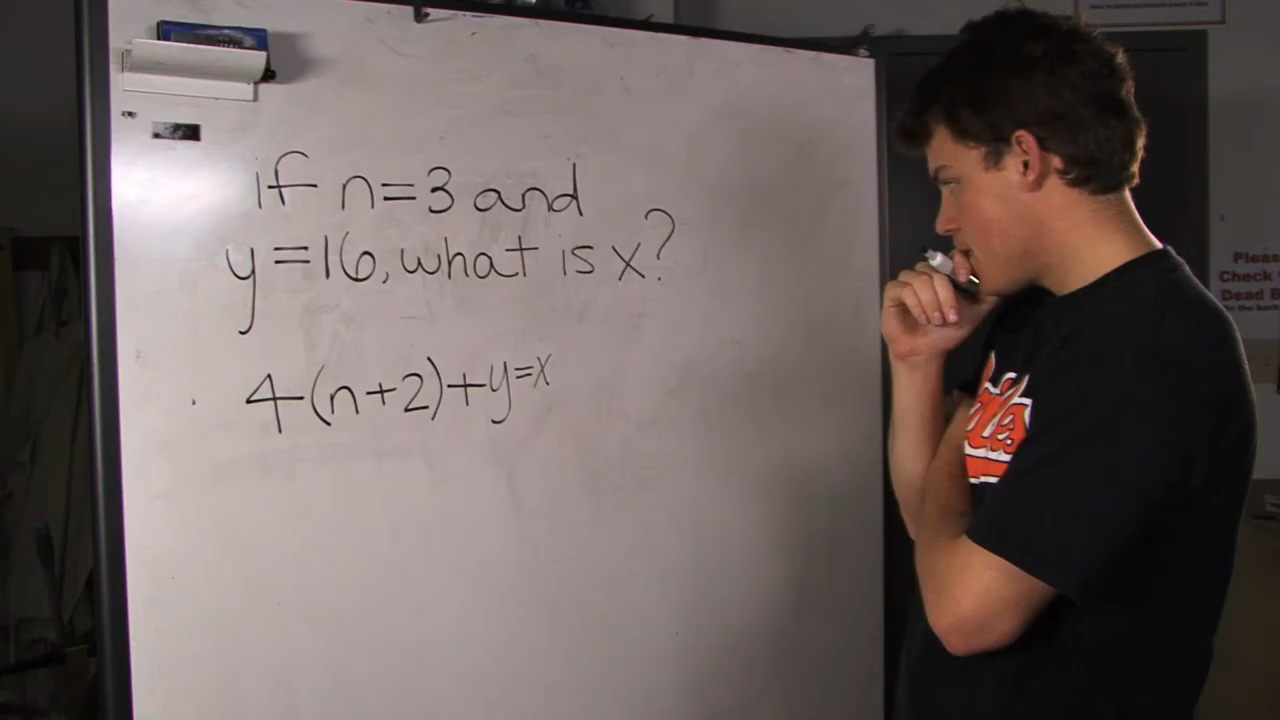 if n=3 and
y=16, what is x?
4(n+2)+y=x
Pleas
Check
Dead B